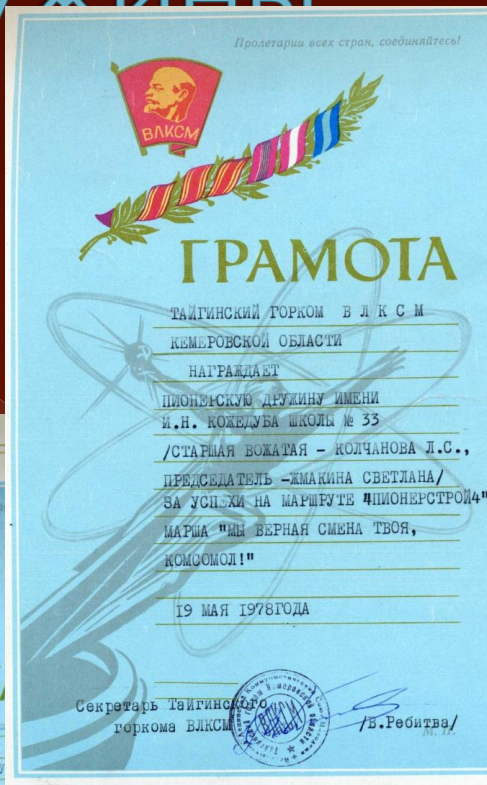 Пролетарии всех стран, соединяйтесь!
ВЛКСМ
ГРАМОТА
ТАЙГИНСКИЙ ГОРКОМ В Л К С М
КЕМЕРОВСКОЙ ОБЛАСТИ
НАГРАЖДАЕТ
ПИОНЕРСКУЮ ДРУЖИНУ ИМЕНИ
И.Н. КОЖЕДУБА ШКОЛЫ № 33
/СТАРШАЯ ВОЖАТАЯ – КОЛЧАНОВА Л.С.,
ПРЕДСЕДАТЕЛЬ –ЖМАКИНА СВЕТЛАНА/
ЗА УСПЕХИ НА МАРШРУТЕ "ПИОНЕРСТРОЙ"
МАРША "МЫ ВЕРНАЯ СМЕНА ТВОЯ,
КОМСОМОЛ!"
19 МАЯ 1978ГОДА
Секретарь Тайгинского
горкома ВЛКСМ /В.Ребитва/
М. П.
ВЛКСМ